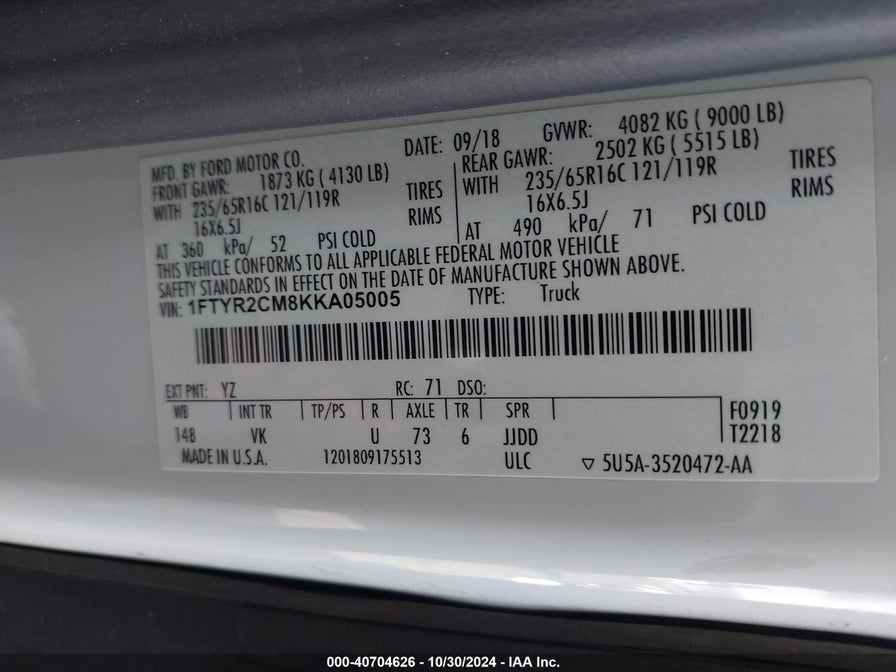 MFD. BY FORD MOTOR CO. DATE: 09/18 GVWR: 4082 KG ( 9000 LB)
FRONT GAWR: 1873 KG ( 4130 LB) REAR GAWR: 2502 KG ( 5515 LB)
WITH 235/65R16C 121/119R TIRES WITH 235/65R16C 121/119R TIRES
16X6.5J RIMS 16X6.5J RIMS
AT 360 kPa/ 52 PSI COLD AT 490 kPa/ 71 PSI COLD
THIS VEHICLE CONFORMS TO ALL APPLICABLE FEDERAL MOTOR VEHICLE
SAFETY STANDARDS IN EFFECT ON THE DATE OF MANUFACTURE SHOWN ABOVE.
VIN: 1FTYR2CM8KKA05005 TYPE: Truck
EXT PNT: YZ RC: 71 DSO:
WB INT TR TP/PS R AXLE TR SPR F0919
148 VK U 73 6 JJDD T2218
MADE IN U.S.A. 1201809175513 ULC ▽ 5U5A-3520472-AA
000-40704626 - 10/30/2024 - IAA Inc.